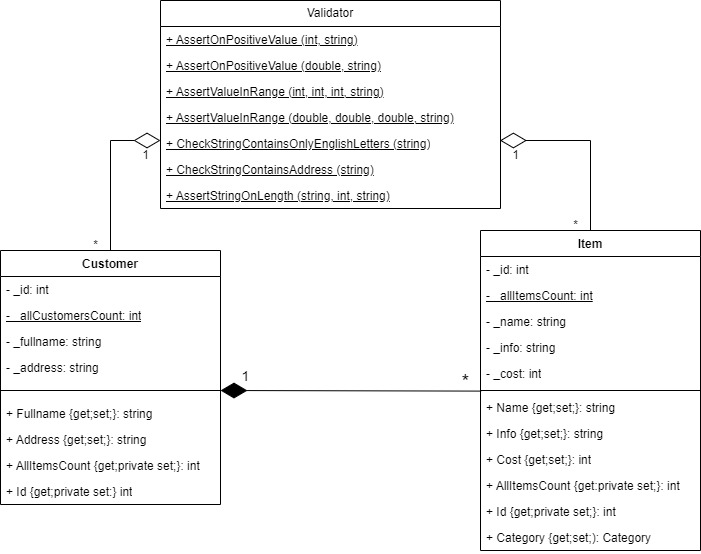 Validator
+ AssertOnPositiveValue (int, string)
+ AssertOnPositiveValue (double, string)
+ AssertValueInRange (int, int, int, string)
+ AssertValueInRange (double, double, double, string)
+ CheckStringContainsOnlyEnglishLetters (string)
+ CheckStringContainsAddress (string)
+ AssertStringOnLength (string, int, string)
1
1
*
*
Customer
- _id: int
- _allCustomersCount: int
- _fullname: string
- _address: string
+ Fullname {get;set;}: string
+ Address {get;set;}: string
+ AllItemsCount {get;private set;}: int
+ Id {get;private set:} int
1
*
Item
- _id: int
- _allItemsCount: int
- _name: string
- _info: string
- _cost: int
+ Name {get;set;}: string
+ Info {get;set;}: string
+ Cost {get;set;}: int
+ AllItemsCount {get:private set;}: int
+ Id {get;private set;}: int
+ Category {get;set;): Category